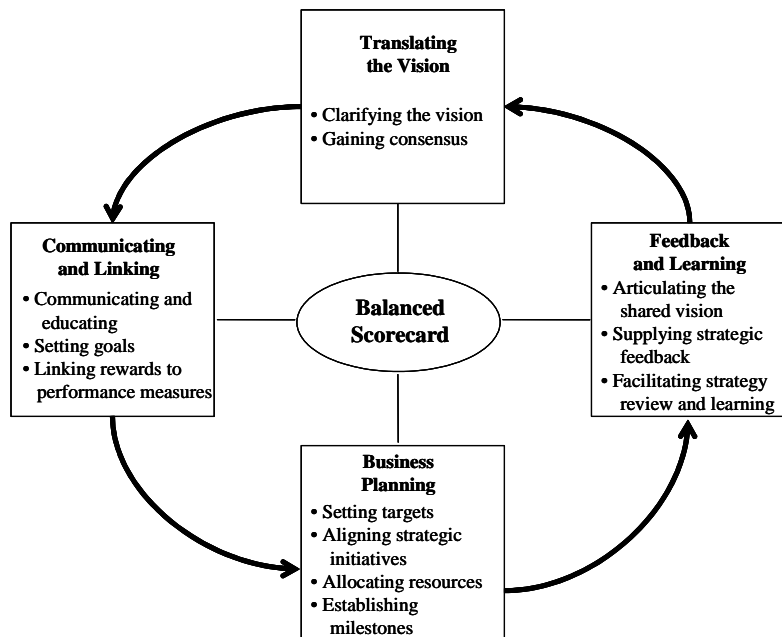 Translating
the Vision
• Clarifying the vision
• Gaining consensus
Communicating
and Linking
• Communicating and
educating
• Setting goals
• Linking rewards to
performance measures
Balanced
Scorecard
Feedback
and Learning
• Articulating the
shared vision
• Supplying strategic
feedback
• Facilitating strategy
review and learning
Business
Planning
• Setting targets
• Aligning strategic
initiatives
• Allocating resources
• Establishing
milestones